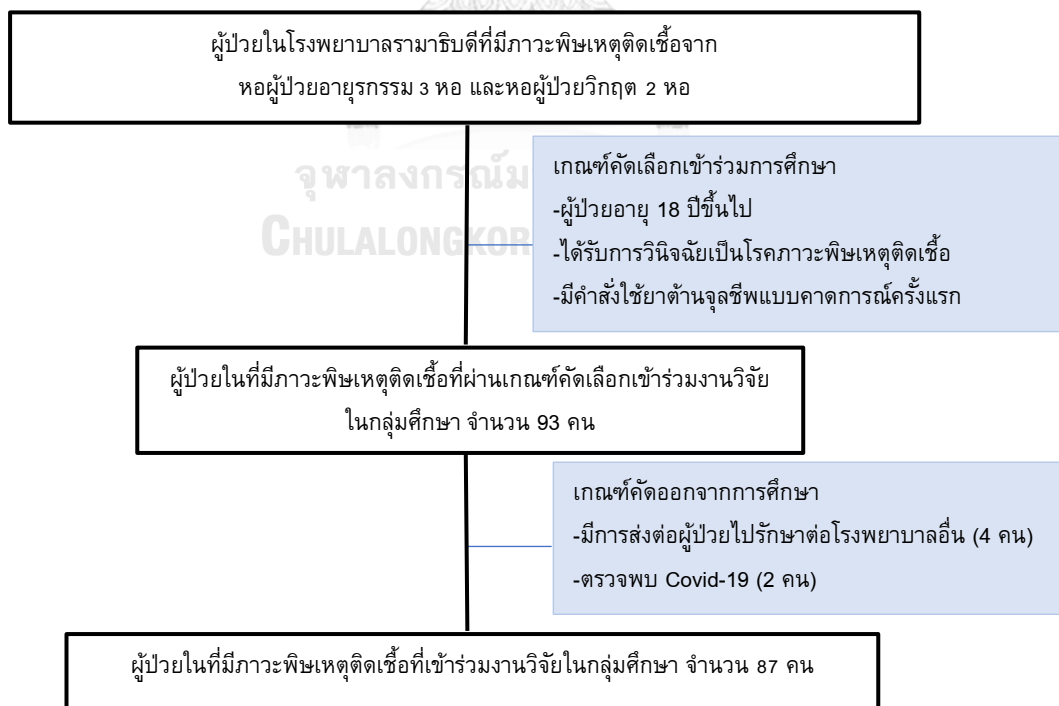 ผู้ป่วยในโรงพยาบาลรามาธิบดีที่มีภาวะพิษเหตุติดเชื้อจาก
หอผู้ป่วยอายุรกรรม 3 หอ และหอผู้ป่วยวิกฤต 2 หอ
จุฬาลงกรณ์ม
CHULALONGKOR
เกณฑ์คัดเลือกเข้าร่วมการศึกษา
-ผู้ป่วยอายุ 18 ปีขึ้นไป
-ได้รับการวินิจฉัยเป็นโรคภาวะพิษเหตุติดเชื้อ
-มีคำสั่งใช้ยาต้านจุลชีพแบบคาดการณ์ครั้งแรก
ผู้ป่วยในที่มีภาวะพิษเหตุติดเชื้อที่ผ่านเกณฑ์คัดเลือกเข้าร่วมงานวิจัย
ในกลุ่มศึกษา จำนวน 93 คน
เกณฑ์คัดออกจากการศึกษา
-มีการส่งต่อผู้ป่วยไปรักษาต่อโรงพยาบาลอื่น (4 คน)
-ตรวจพบ Covid-19 (2 คน)
ผู้ป่วยในที่มีภาวะพิษเหตุติดเชื้อที่เข้าร่วมงานวิจัยในกลุ่มศึกษา จำนวน 87 คน